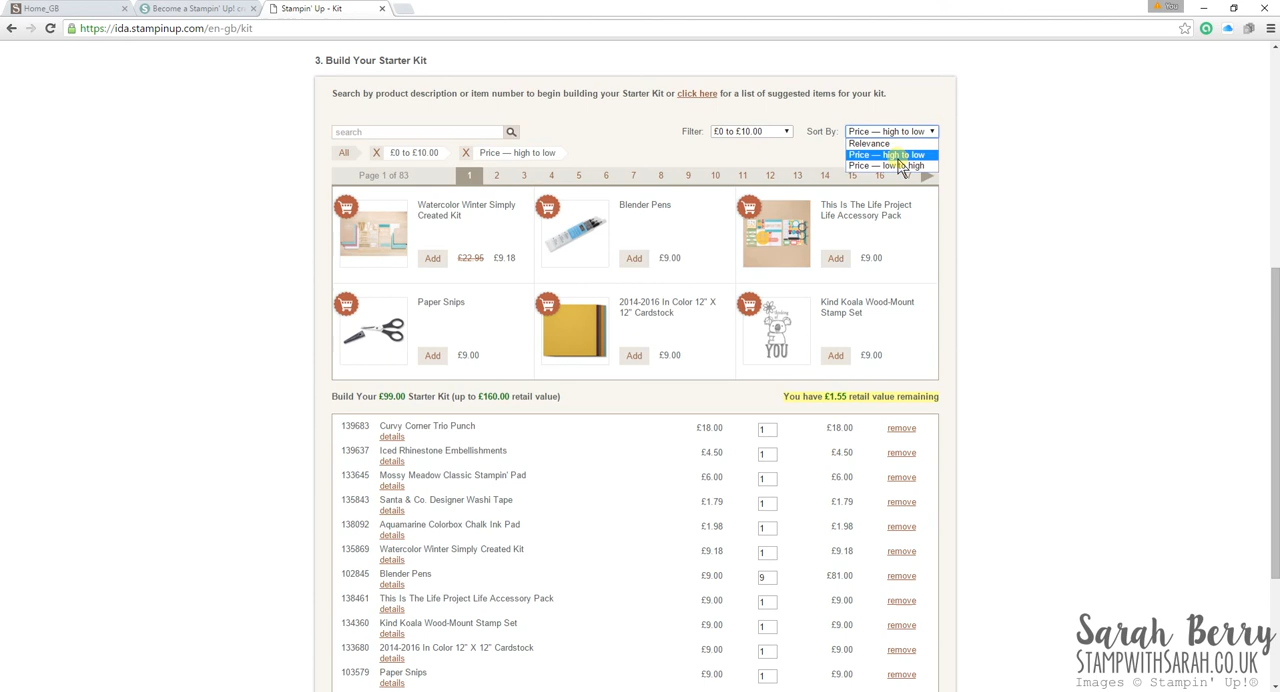 Home_GB
Become a Stampin' Up! cr
Stampin' Up - Kit
You
https://ida.stampinup.com/en-gb/kit
3. Build Your Starter Kit
Search by product description or item number to begin building your Starter Kit or click here for a list of suggested items for your kit.
search
Filter: £0 to £10.00
Sort By: Price — high to low
Relevance
Price — high to low
Price — low to high
All X £0 to £10.00 X Price — high to low
Page 1 of 83 1 2 3 4 5 6 7 8 9 10 11 12 13 14 15 16
Watercolor Winter Simply Created Kit
Add £22.95 £9.18
Blender Pens
Add £9.00
This Is The Life Project Life Accessory Pack
Add £9.00
Paper Snips
Add £9.00
2014-2016 In Color 12" X 12" Cardstock
Add £9.00
Kind Koala Wood-Mount Stamp Set
YOU
Add £9.00
Build Your £99.00 Starter Kit (up to £160.00 retail value)
You have £1.55 retail value remaining
139683 Curvy Corner Trio Punch £18.00 1 £18.00 remove
details
139637 Iced Rhinestone Embellishments £4.50 1 £4.50 remove
details
133645 Mossy Meadow Classic Stampin' Pad £6.00 1 £6.00 remove
details
135843 Santa & Co. Designer Washi Tape £1.79 1 £1.79 remove
details
138092 Aquamarine Colorbox Chalk Ink Pad £1.98 1 £1.98 remove
details
135869 Watercolor Winter Simply Created Kit £9.18 1 £9.18 remove
details
102845 Blender Pens £9.00 9 £81.00 remove
details
138461 This Is The Life Project Life Accessory Pack £9.00 1 £9.00 remove
details
134360 Kind Koala Wood-Mount Stamp Set £9.00 1 £9.00 remove
details
133680 2014-2016 In Color 12" X 12" Cardstock £9.00 1 £9.00 remove
details
103579 Paper Snips £9.00 1 £9.00 remove
details
Sarah Berry
STAMPWITHSARAH.CO.UK
Images © Stampin' Up!®